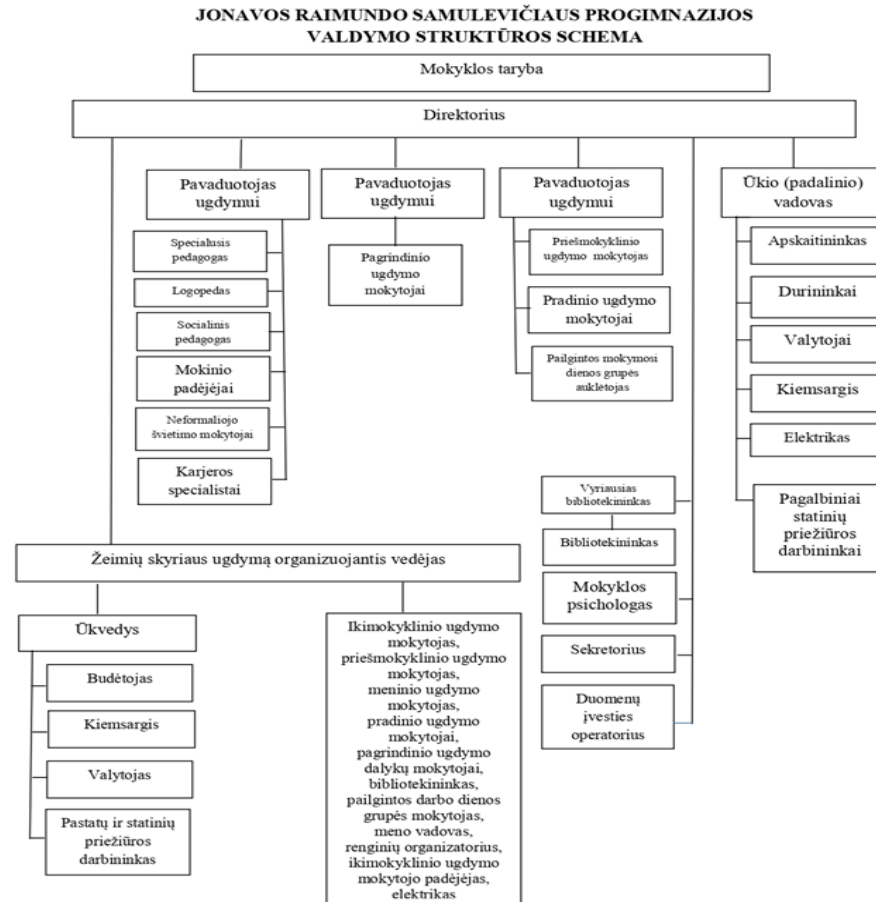 JONAVOS RAIMUNDO SAMULEVIČIAUS PROGIMNAZIJOS
VALDYMO STRUKTŪROS SCHEMA
Mokyklos taryba
Direktorius
Pavaduotojas
ugdymui
Specialusis
pedagogas
Logopedas
Socialinis
pedagogas
Mokinio
padėjėjai
Neformaliojo
švietimo mokytojai
Karjeros
specialistai
Pavaduotojas
ugdymui
Pagrindinio
ugdymo
mokytojai
Pavaduotojas
ugdymui
Priešmokyklinio
ugdymo mokytojas
Pradinio ugdymo
mokytojai
Pailgintos mokymosi
dienos grupės
auklėtojas
Ūkio (padalinio)
vadovas
Apskaitininkas
Durininkai
Valytojai
Kiemsargis
Elektrikas
Pagalbiniai
statinių
priežiūros
darbininkai
Vyriausias
bibliotekininkas
Bibliotekininkas
Mokyklos
psichologas
Sekretorius
Duomenų
įvesties
operatorius
Žeimių skyriaus ugdymą organizuojantis vedėjas
Ūkvedys
Budėtojas
Kiemsargis
Valytojas
Pastatų ir statinių
priežiūros
darbininkas
Ikimokyklinio ugdymo
mokytojas,
priešmokyklinio ugdymo
mokytojas,
meninio ugdymo
mokytojas,
pradinio ugdymo
mokytojai,
pagrindinio ugdymo
dalykų mokytojai,
bibliotekininkas,
pailgintos darbo dienos
grupės mokytojas,
meno vadovas,
renginių organizatorius,
ikimokyklinio ugdymo
mokytojo padėjėjas,
elektrikas